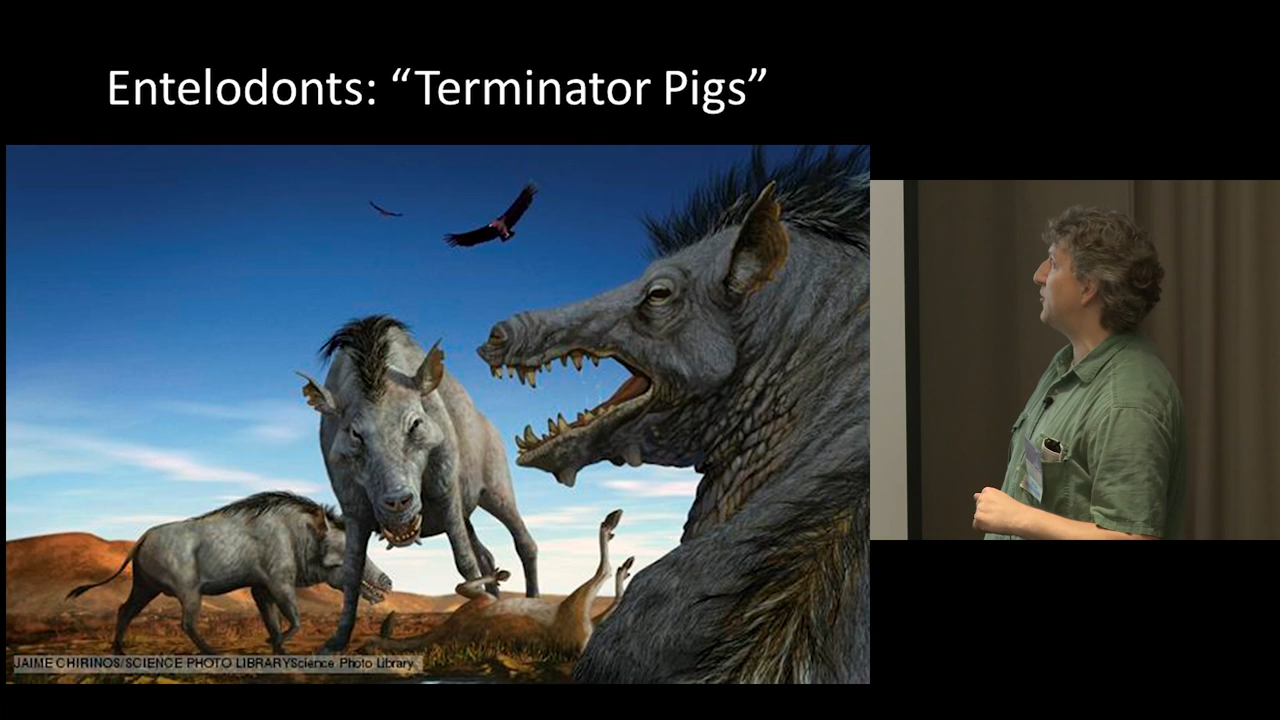 Entelodonts: “Terminator Pigs”
JAIME CHIRINOS/SCIENCE PHOTO LIBRARYScience Photo Library